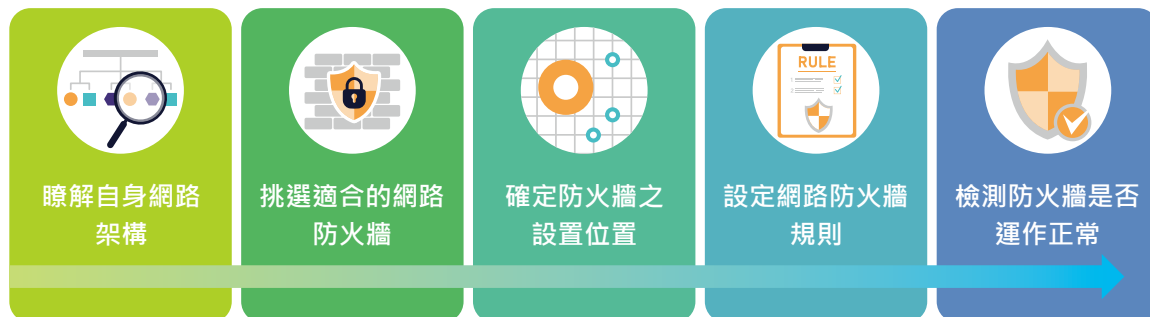 瞭解自身網路
架構
挑選適合的網路
防火牆
確定防火牆之
設置位置
RULE
設定網路防火牆
規則
檢測防火牆是否
運作正常